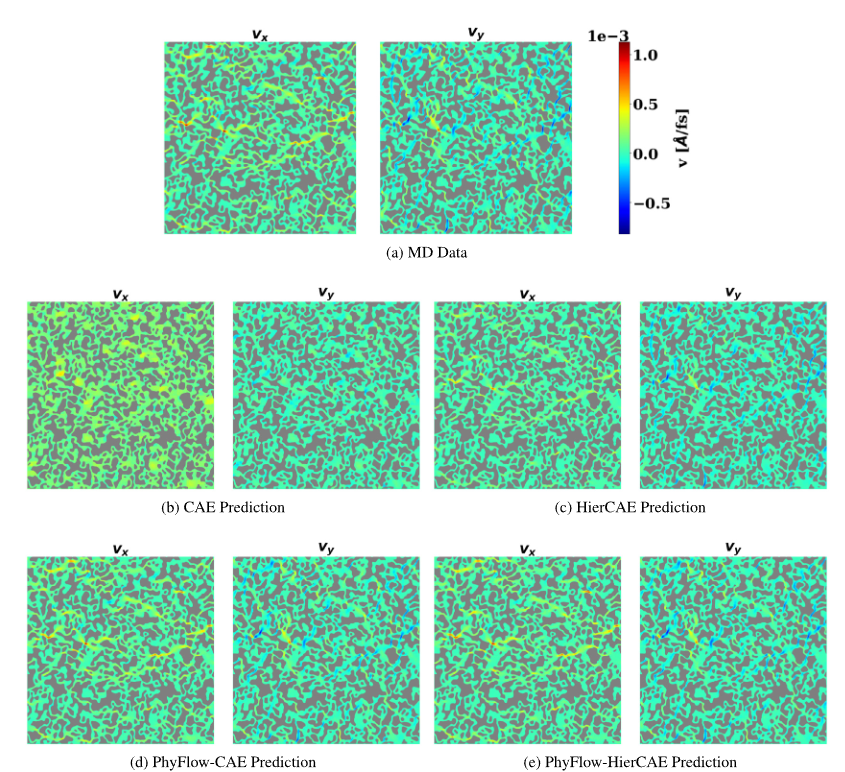 v_x v_y 1e−3
1.0
0.5
0.0
−0.5
v [Å/fs]
(a) MD Data
v_x v_y v_x v_y
(b) CAE Prediction (c) HierCAE Prediction
v_x v_y v_x v_y
(d) PhyFlow-CAE Prediction (e) PhyFlow-HierCAE Prediction